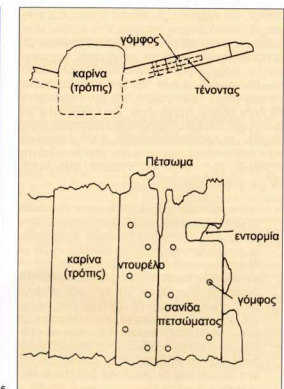 γόμφος
καρίνα
(τρόπις)
τένοντας
Πέτσωμα
εντορμία
καρίνα
(τρόπις)
ντουρέλο
γόμφος
σανίδα
πετσώματος